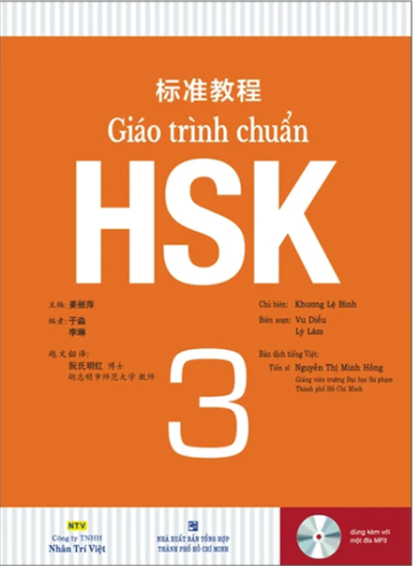 标准教程
Giáo trình chuẩn
HSK
主编: 姜丽萍
编者: 于淼
李琳
越文翻译:
阮氏明红 博士
胡志明市师范大学 教师
Chủ biên: Khương Lệ Bình
Biên soạn: Vu Diểu
Lý Lâm
Bản dịch tiếng Việt:
Tiến sĩ Nguyễn Thị Minh Hồng
Giảng viên trường Đại học Sư phạm
Thành phố Hồ Chí Minh
3
NTV
Công ty TNHH
Nhân Trí Việt
NHÀ XUẤT BẢN TỔNG HỢP
THÀNH PHỐ HỒ CHÍ MINH
dùng kèm với
một đĩa MP3